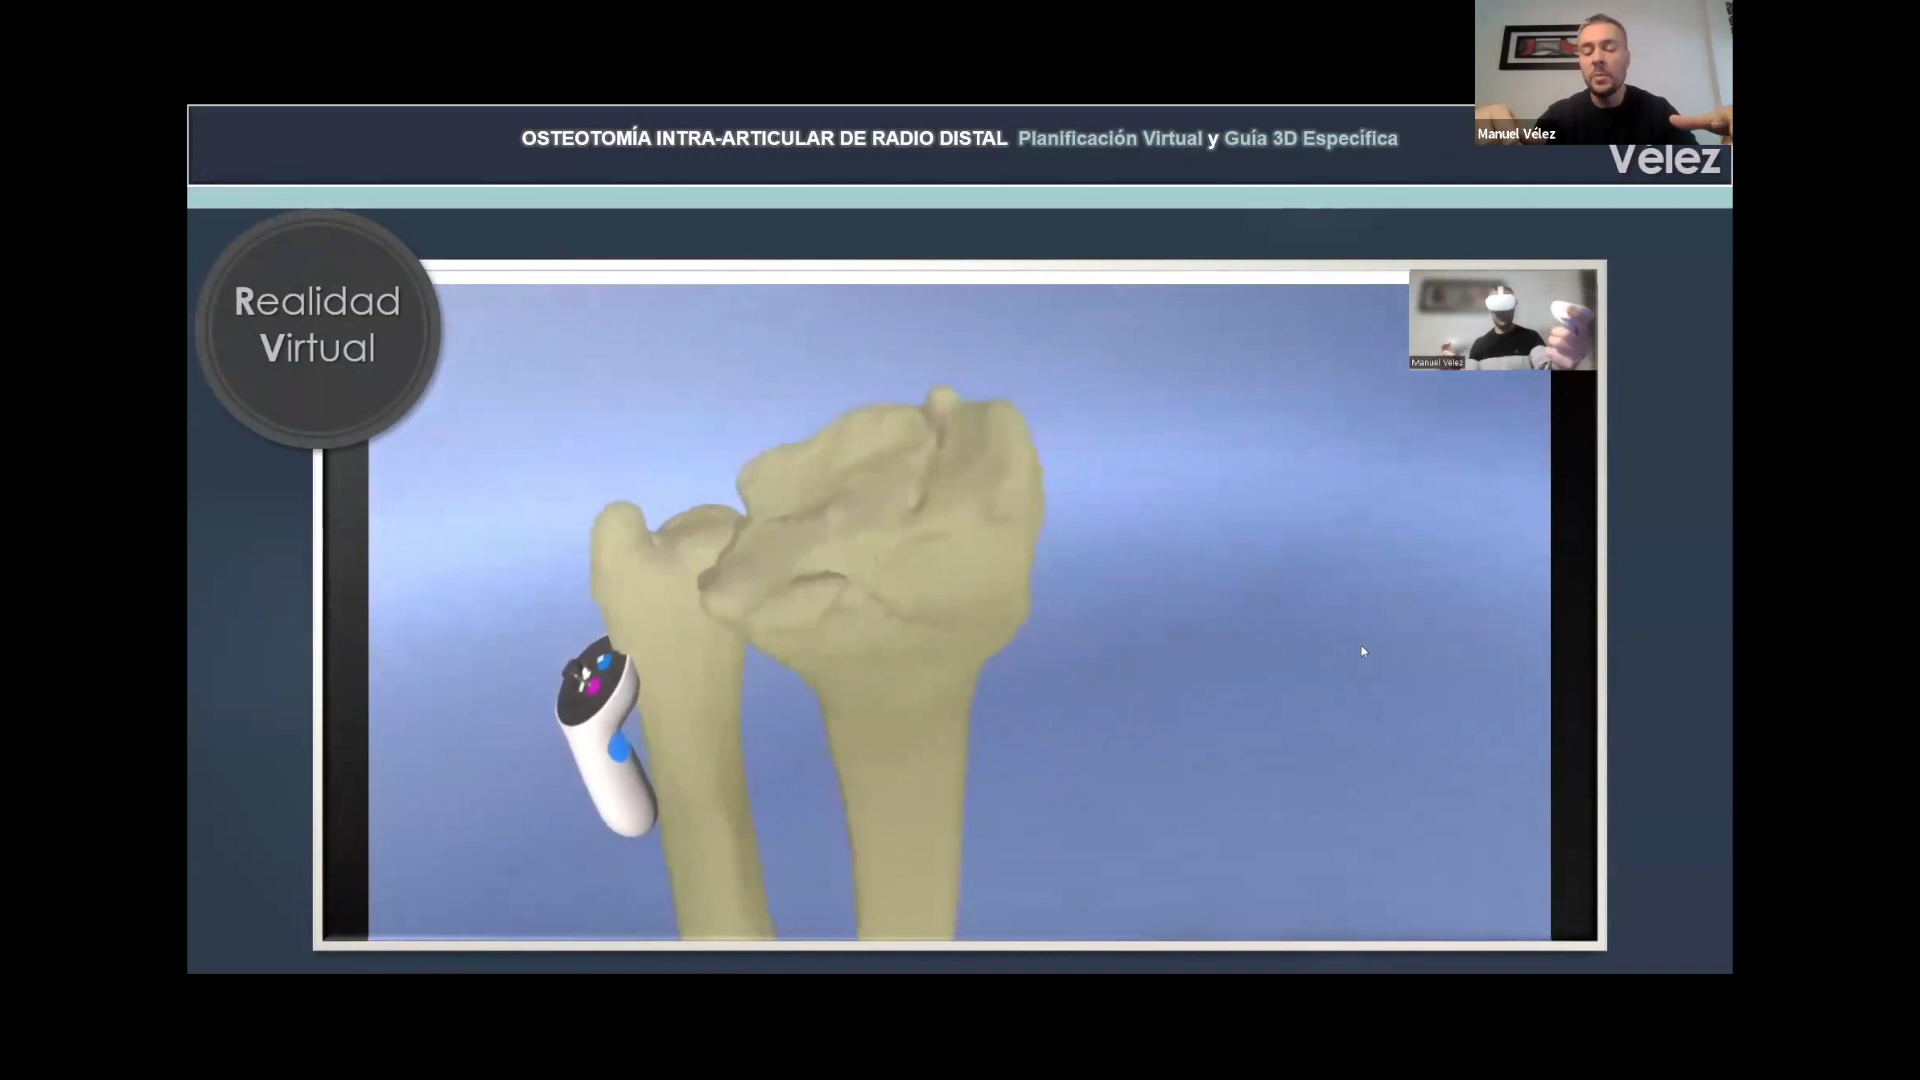 OSTEOTOMÍA INTRA-ARTICULAR DE RADIO DISTAL Planificación Virtual y Guía 3D Específica
Manuel Vélez
Vélez
Realidad
Virtual
Manuel Vélez